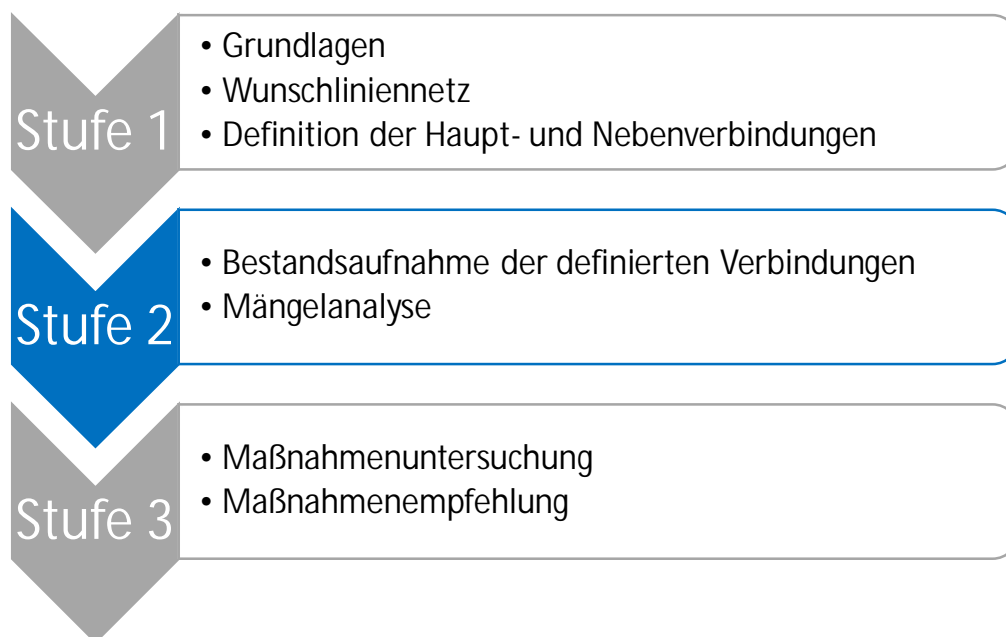 Stufe 1
• Grundlagen
• Wunschliniennetz
• Definition der Haupt- und Nebenverbindungen
Stufe 2
• Bestandsaufnahme der definierten Verbindungen
• Mängelanalyse
Stufe 3
• Maßnahmenuntersuchung
• Maßnahmenempfehlung